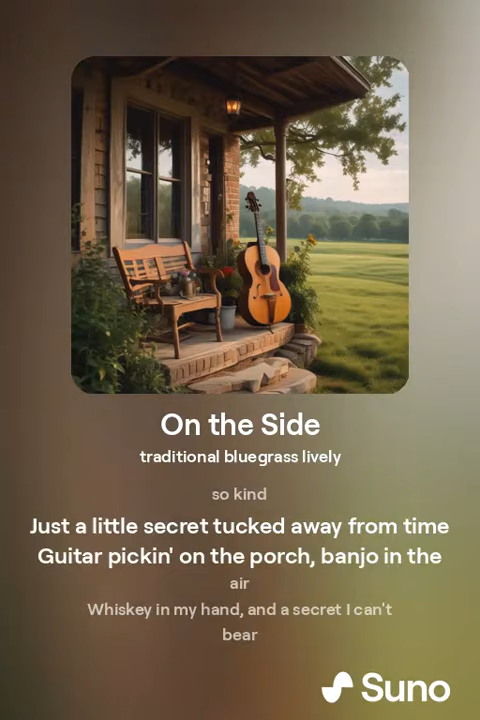 On the Side
traditional bluegrass lively
so kind
Just a little secret tucked away from time
Guitar pickin' on the porch, banjo in the
air
Whiskey in my hand, and a secret I can't
bear
Suno